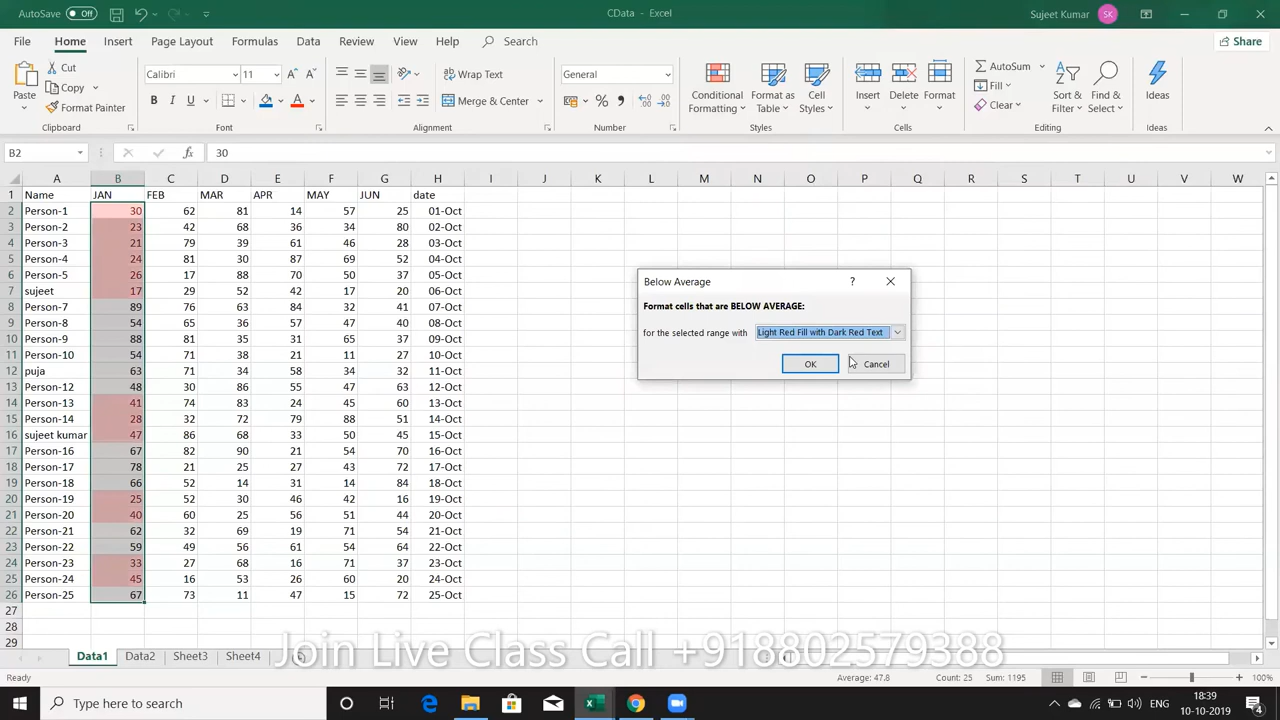 AutoSave Off CData - Excel Sujeet Kumar SK
File Home Insert Page Layout Formulas Data Review View Help Search Share
Paste Cut Copy Format Painter Clipboard
Calibri 11 B I U A Font
Wrap Text Merge & Center Alignment
General % , Number
Conditional Formatting Format as Table Cell Styles Styles
Insert Delete Format Cells
AutoSum Fill Clear Sort & Filter Find & Select Editing
Ideas Ideas
B2 fx 30
A B C D E F G H I J K L M N O P Q R S T U V W
1 Name JAN FEB MAR APR MAY JUN date
2 Person-1 30 62 81 14 57 25 01-Oct
3 Person-2 23 42 68 36 34 80 02-Oct
4 Person-3 21 79 39 61 46 28 03-Oct
5 Person-4 24 81 30 87 69 52 04-Oct
6 Person-5 26 17 88 70 50 37 05-Oct
7 sujeet 17 29 52 42 17 20 06-Oct
8 Person-7 89 76 63 84 32 41 07-Oct
9 Person-8 54 65 36 57 47 40 08-Oct
10 Person-9 88 81 35 31 65 37 09-Oct
11 Person-10 54 71 38 21 11 27 10-Oct
12 puja 63 71 34 58 34 32 11-Oct
13 Person-12 48 30 86 55 47 63 12-Oct
14 Person-13 41 74 83 24 45 60 13-Oct
15 Person-14 28 32 72 79 88 51 14-Oct
16 sujeet kumar 47 86 68 33 50 45 15-Oct
17 Person-16 67 82 90 21 54 70 16-Oct
18 Person-17 78 21 25 27 43 72 17-Oct
19 Person-18 66 52 14 31 14 84 18-Oct
20 Person-19 25 52 30 46 42 16 19-Oct
21 Person-20 40 60 25 56 51 44 20-Oct
22 Person-21 62 32 69 19 71 54 21-Oct
23 Person-22 59 49 56 61 54 64 22-Oct
24 Person-23 33 27 68 16 71 37 23-Oct
25 Person-24 45 16 53 26 60 20 24-Oct
26 Person-25 67 73 11 47 15 72 25-Oct
27
28
29
Below Average ?
Format cells that are BELOW AVERAGE:
for the selected range with Light Red Fill with Dark Red Text
OK Cancel
Join Live Class Call +918802579388
Data1 Data2 Sheet3 Sheet4
Ready Average: 47.8 Count: 25 Sum: 1195 100%
Type here to search ENG 18:39
10-10-2019 4